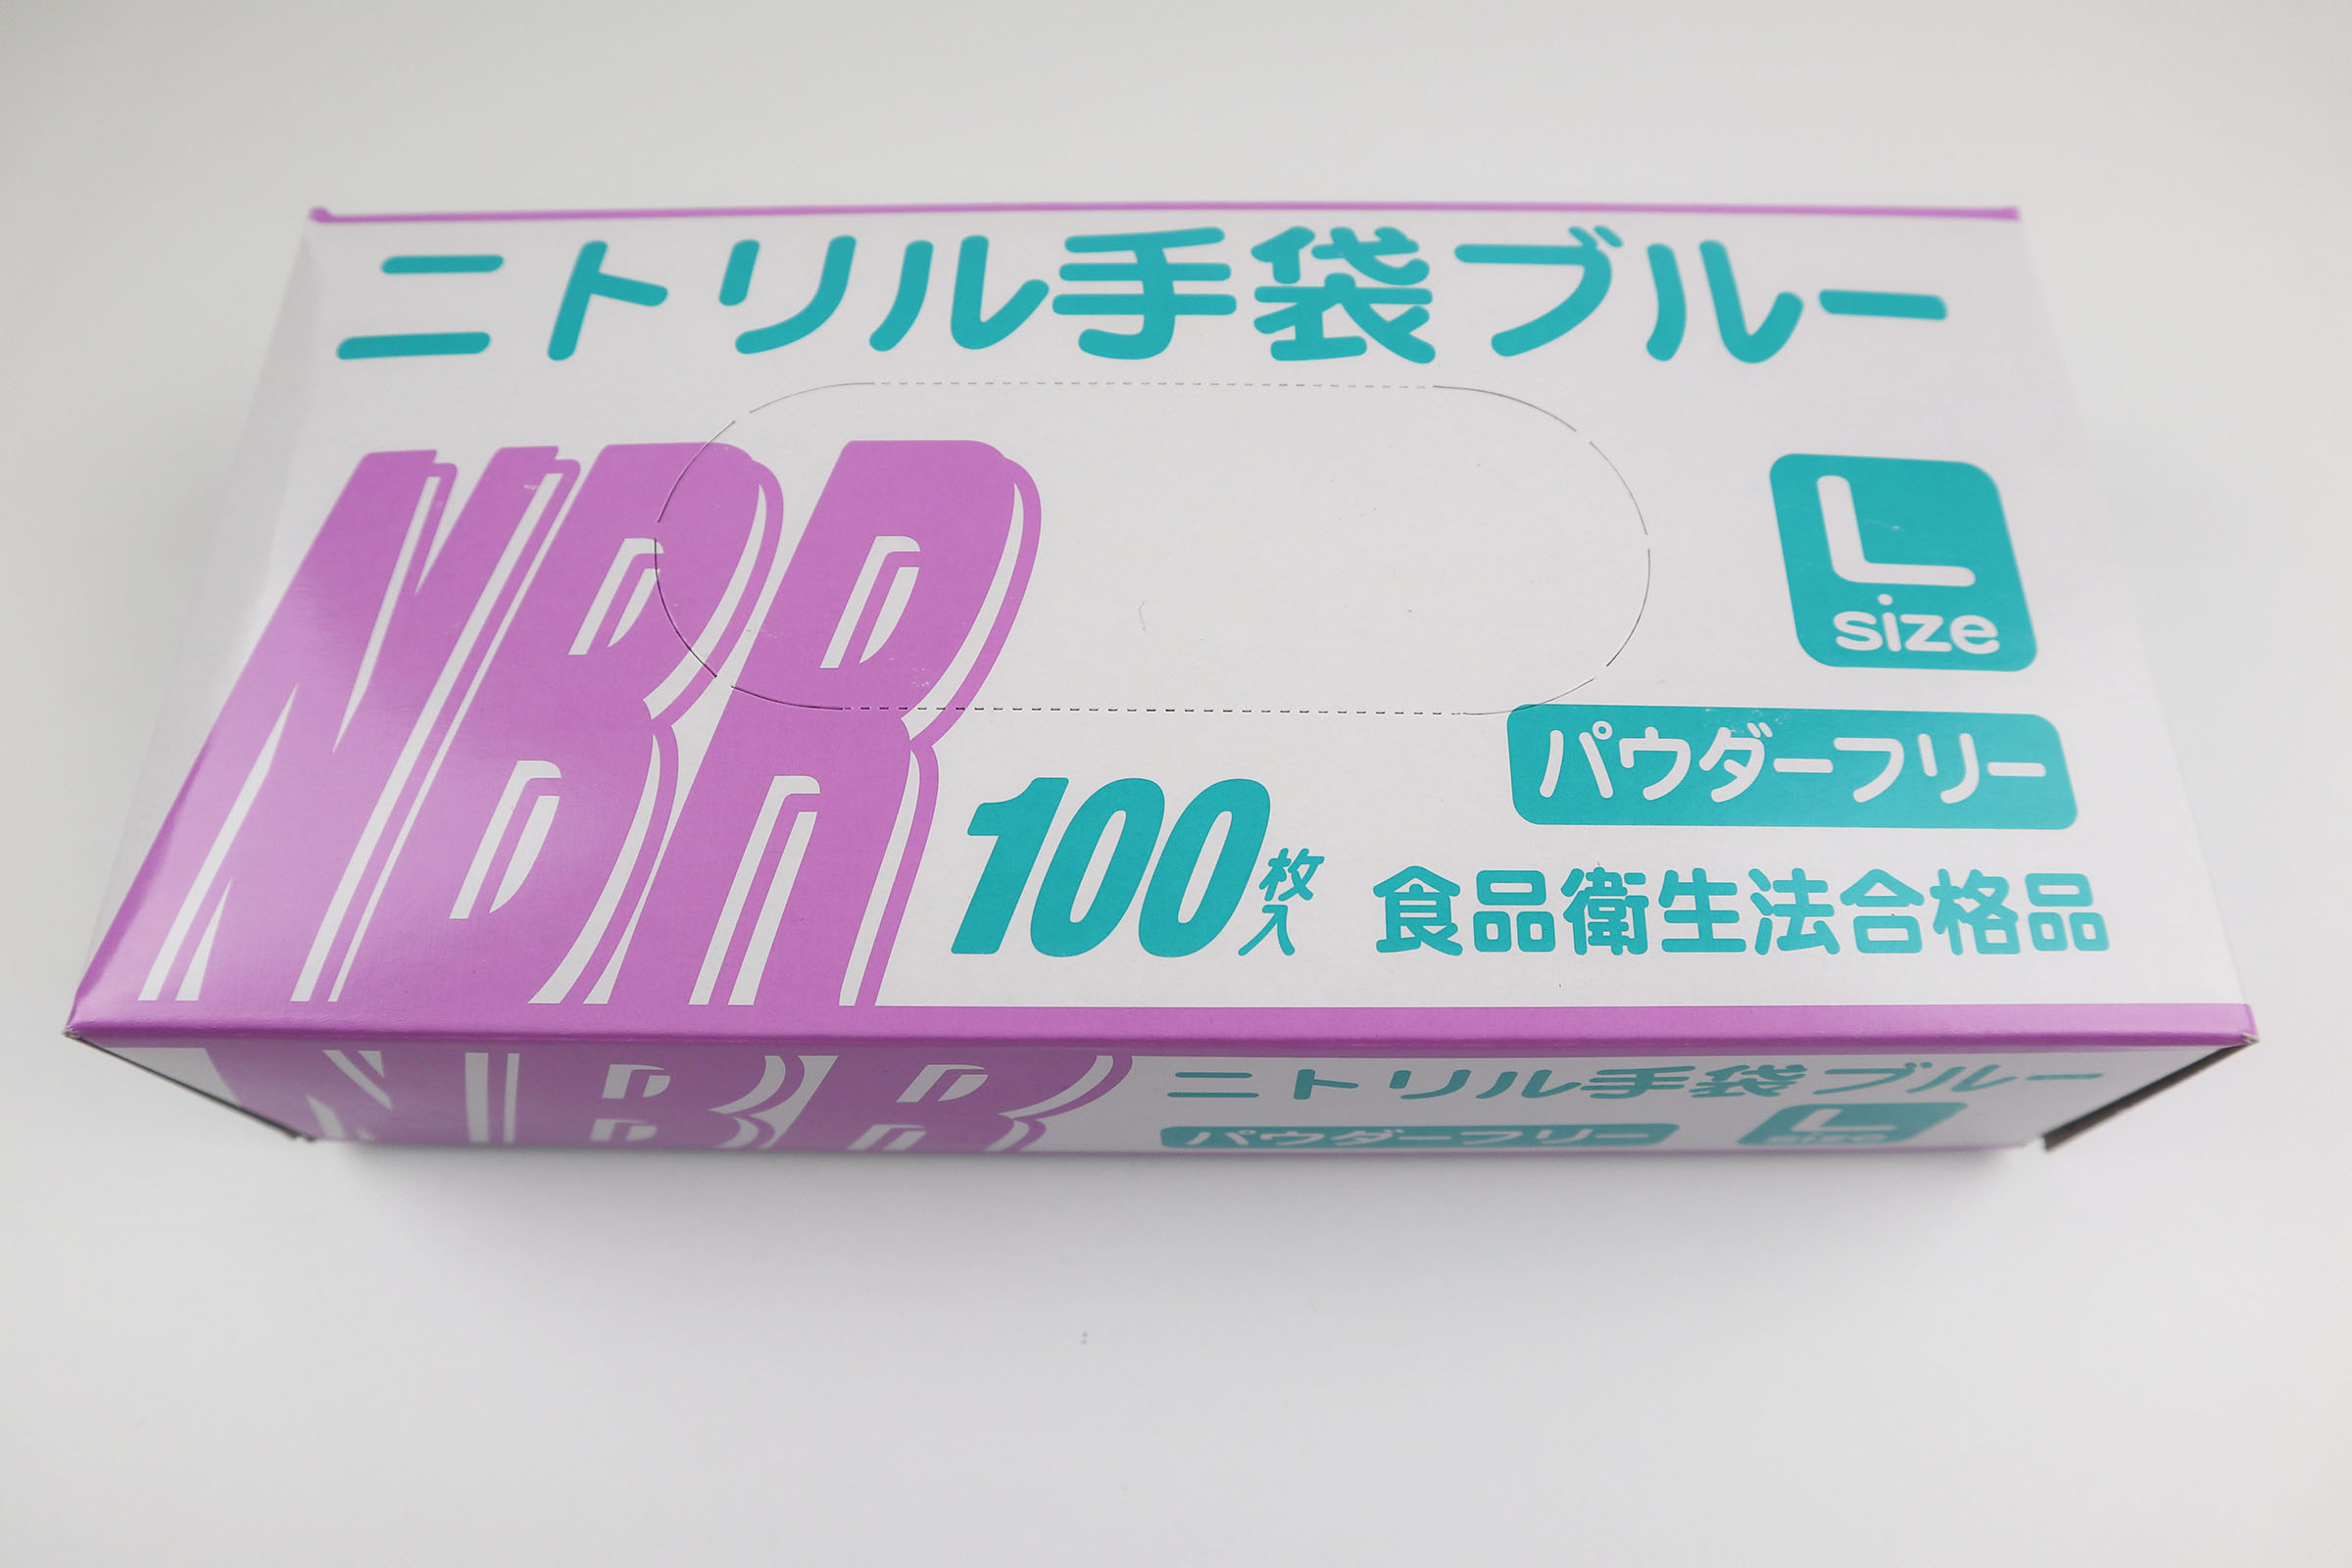 ニトリル手袋ブルー
NBR
L
size
パウダーフリー
100枚入
食品衛生法合格品
NBR
ニトリル手袋ブルー
パウダーフリー
L
size